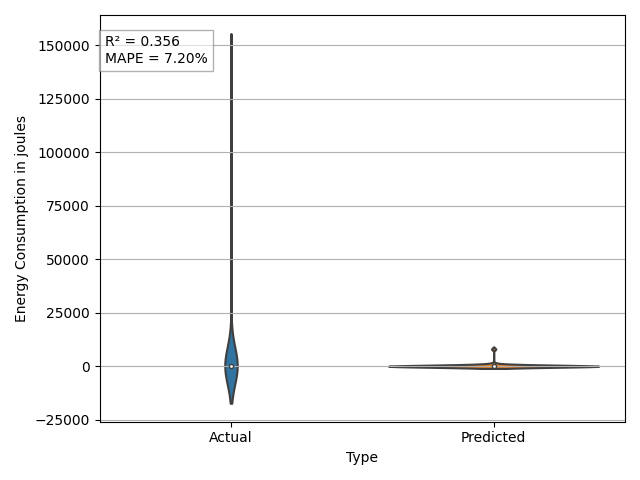 R² = 0.356
MAPE = 7.20%
150000
125000
100000
75000
50000
25000
0
−25000
Energy Consumption in joules
Actual
Predicted
Type